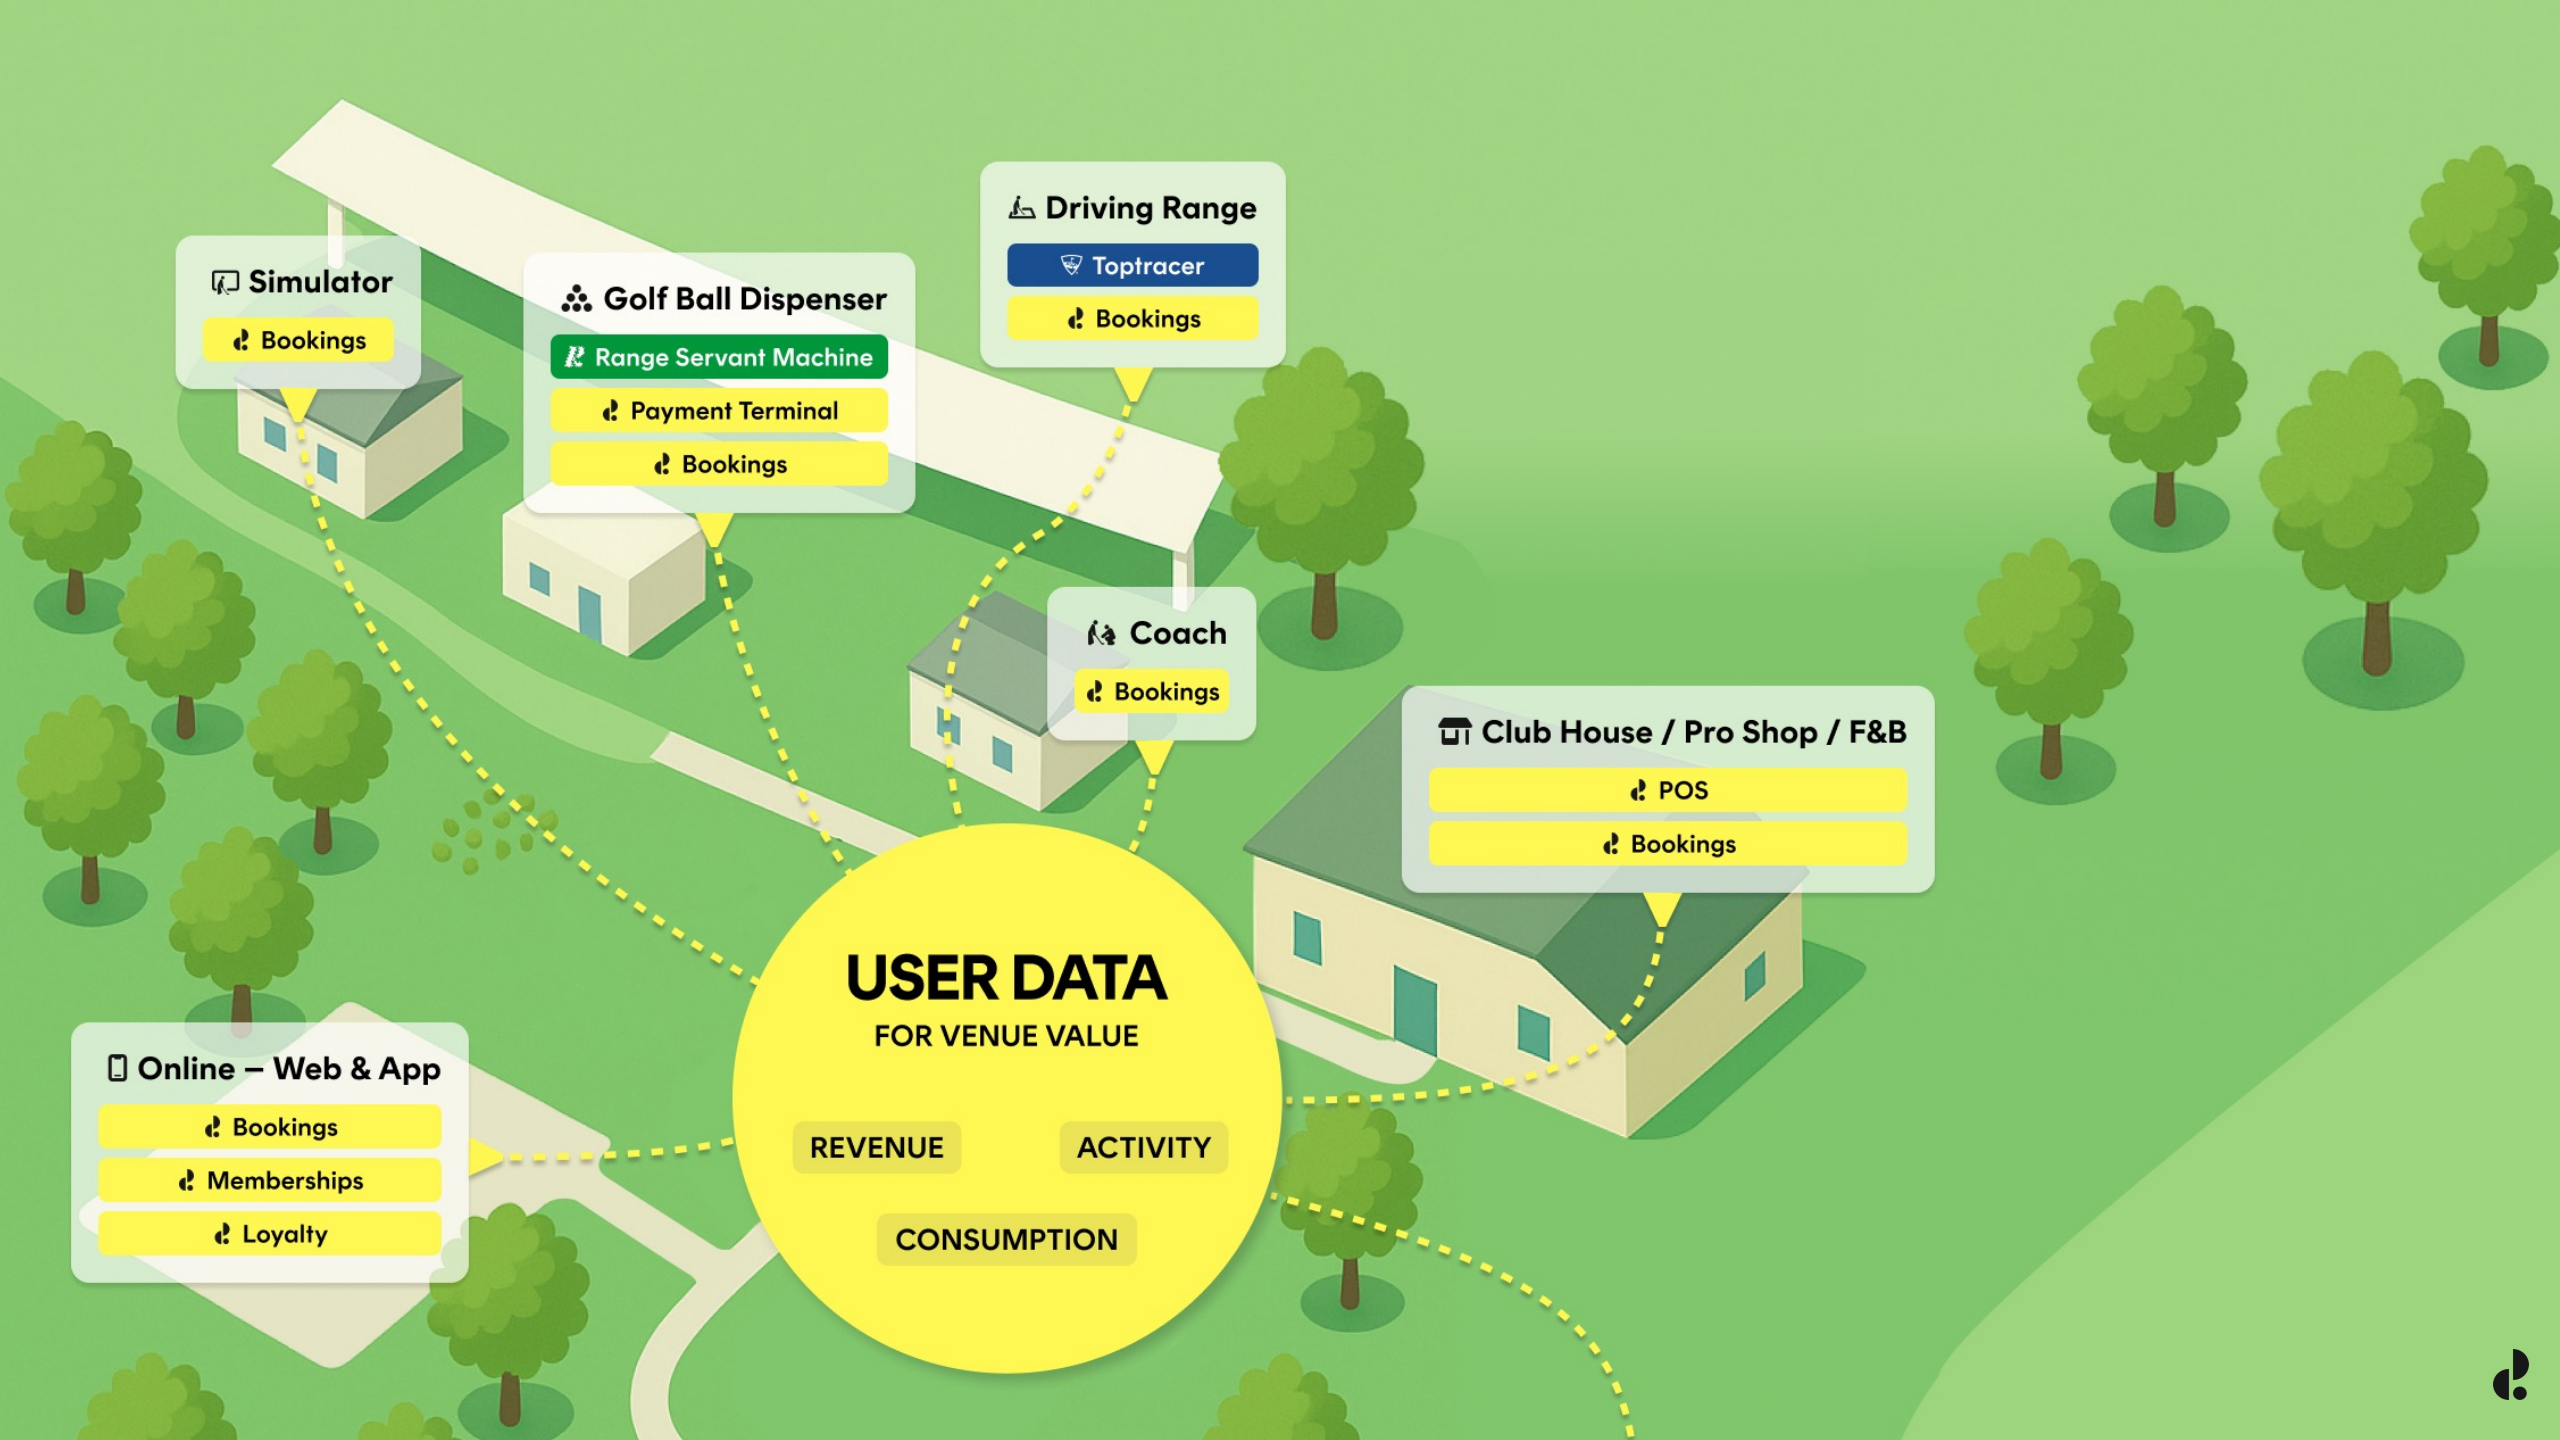 Simulator
Bookings
Golf Ball Dispenser
Range Servant Machine
Payment Terminal
Bookings
Driving Range
Toptracer
Bookings
Coach
Bookings
Club House / Pro Shop / F&B
POS
Bookings
Online – Web & App
Bookings
Memberships
Loyalty
USER DATA
FOR VENUE VALUE
REVENUE
ACTIVITY
CONSUMPTION